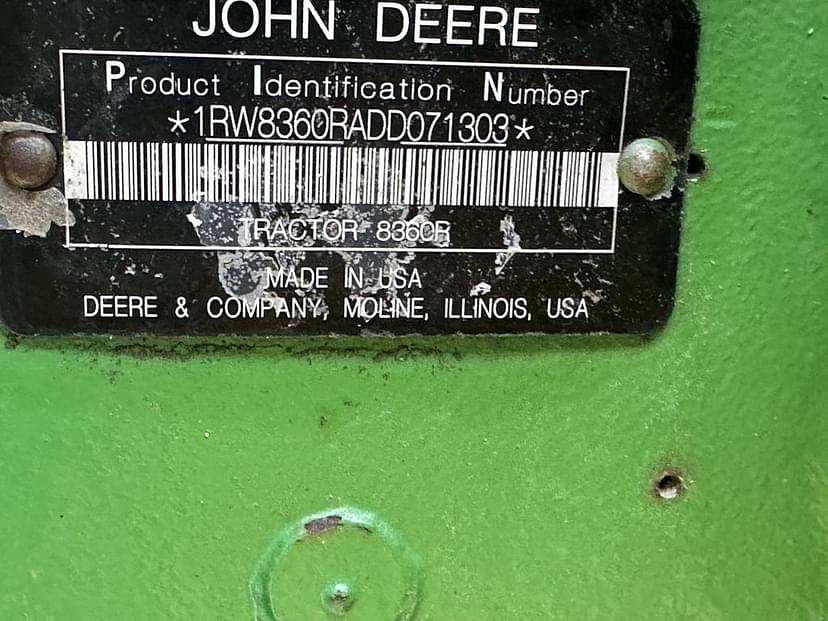 JOHN DEERE
Product Identification Number
*1RW8360RADD071303*
TRACTOR 8360R
MADE IN USA
DEERE & COMPANY, MOLINE, ILLINOIS, USA